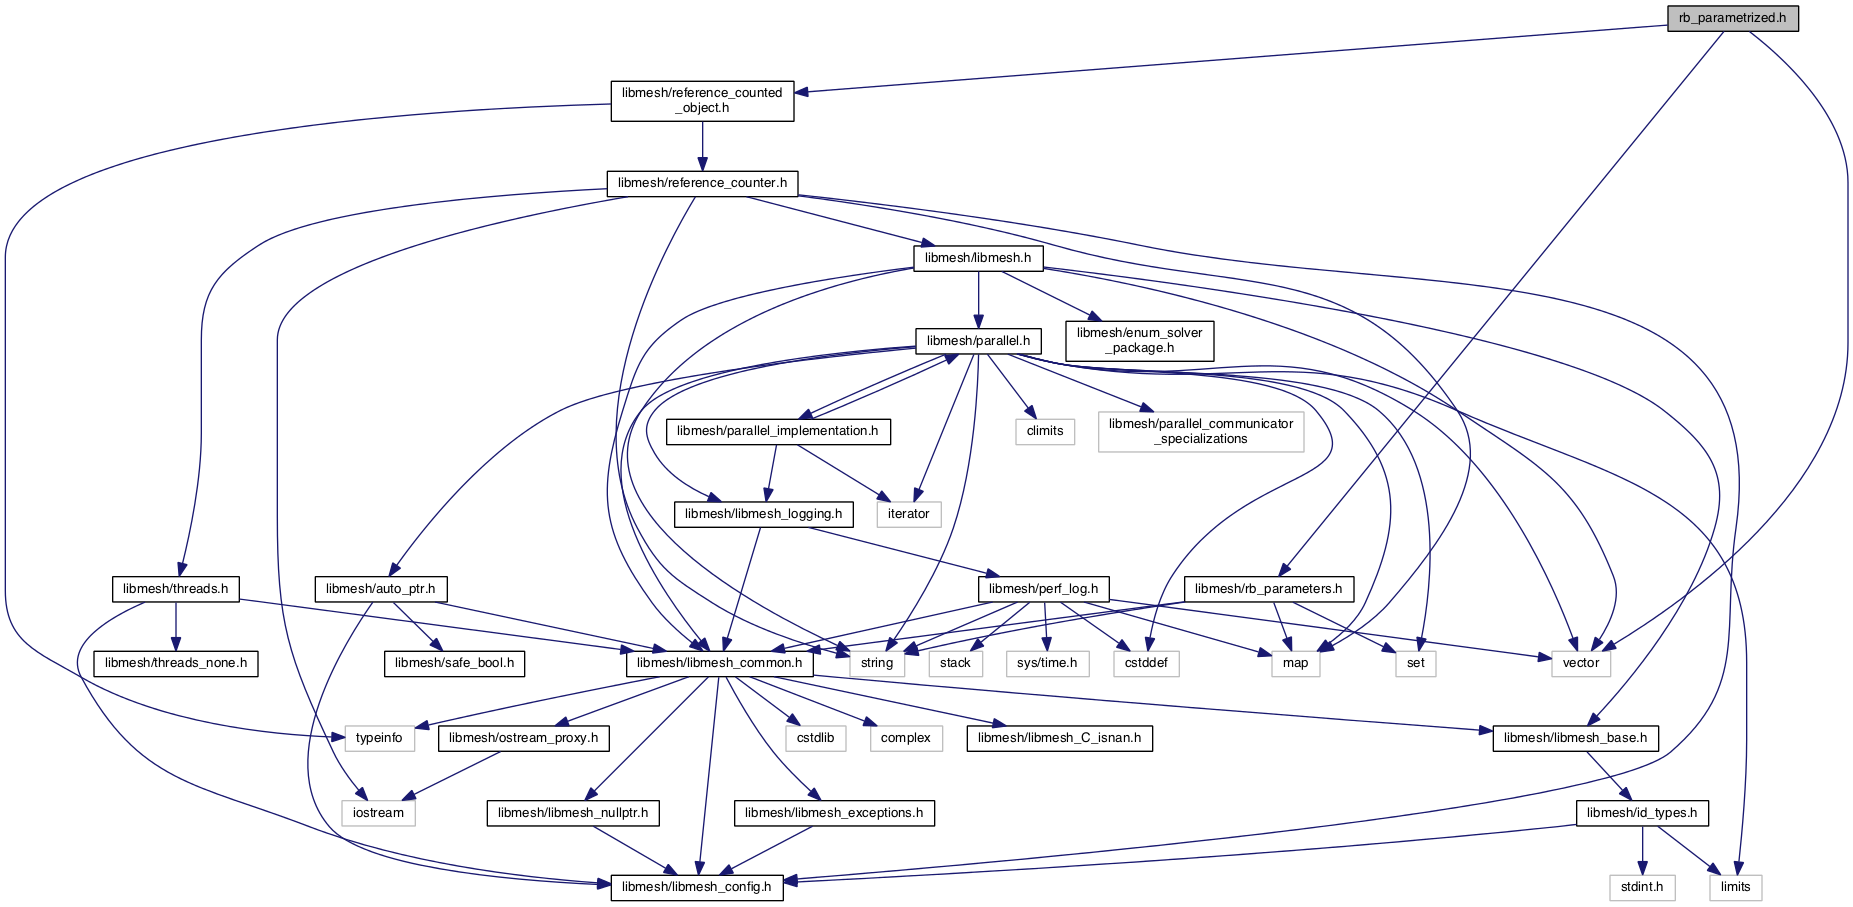 rb_parametrized.h
libmesh/reference_counted
_object.h
libmesh/reference_counter.h
libmesh/libmesh.h
libmesh/parallel.h
libmesh/enum_solver
_package.h
libmesh/parallel_implementation.h
climits
libmesh/parallel_communicator
_specializations
libmesh/libmesh_logging.h
iterator
libmesh/threads.h
libmesh/auto_ptr.h
libmesh/perf_log.h
libmesh/rb_parameters.h
libmesh/threads_none.h
libmesh/safe_bool.h
libmesh/libmesh_common.h
string
stack
sys/time.h
cstddef
map
set
vector
typeinfo
libmesh/ostream_proxy.h
cstdlib
complex
libmesh/libmesh_C_isnan.h
libmesh/libmesh_base.h
iostream
libmesh/libmesh_nullptr.h
libmesh/libmesh_exceptions.h
libmesh/id_types.h
libmesh/libmesh_config.h
stdint.h
limits